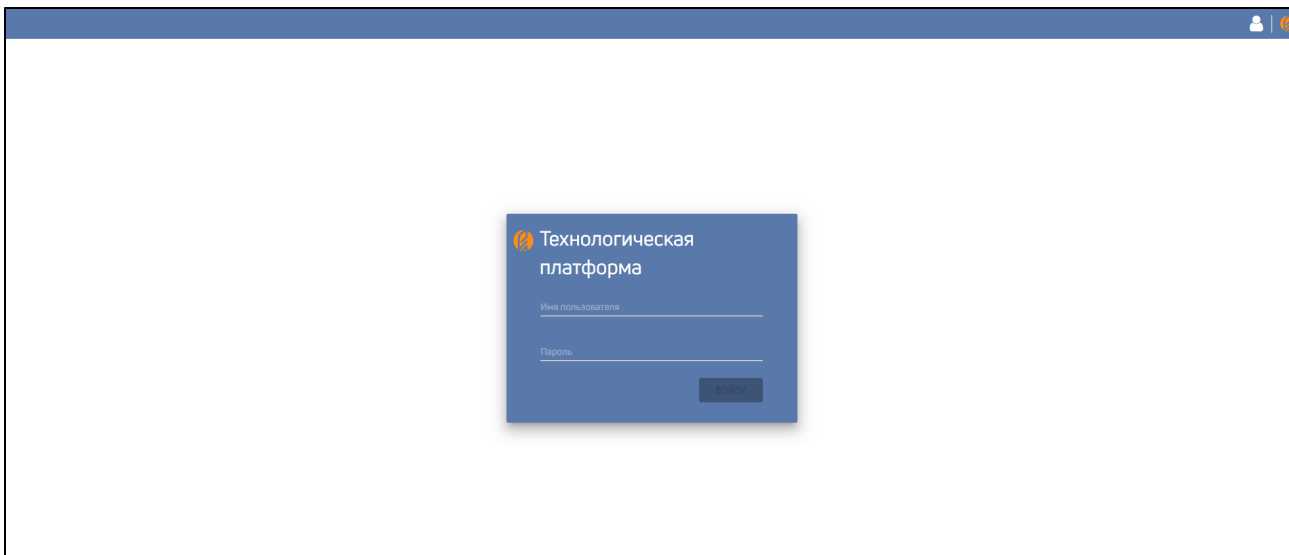 Технологическая
платформа
Имя пользователя
Пароль
ВОЙТИ